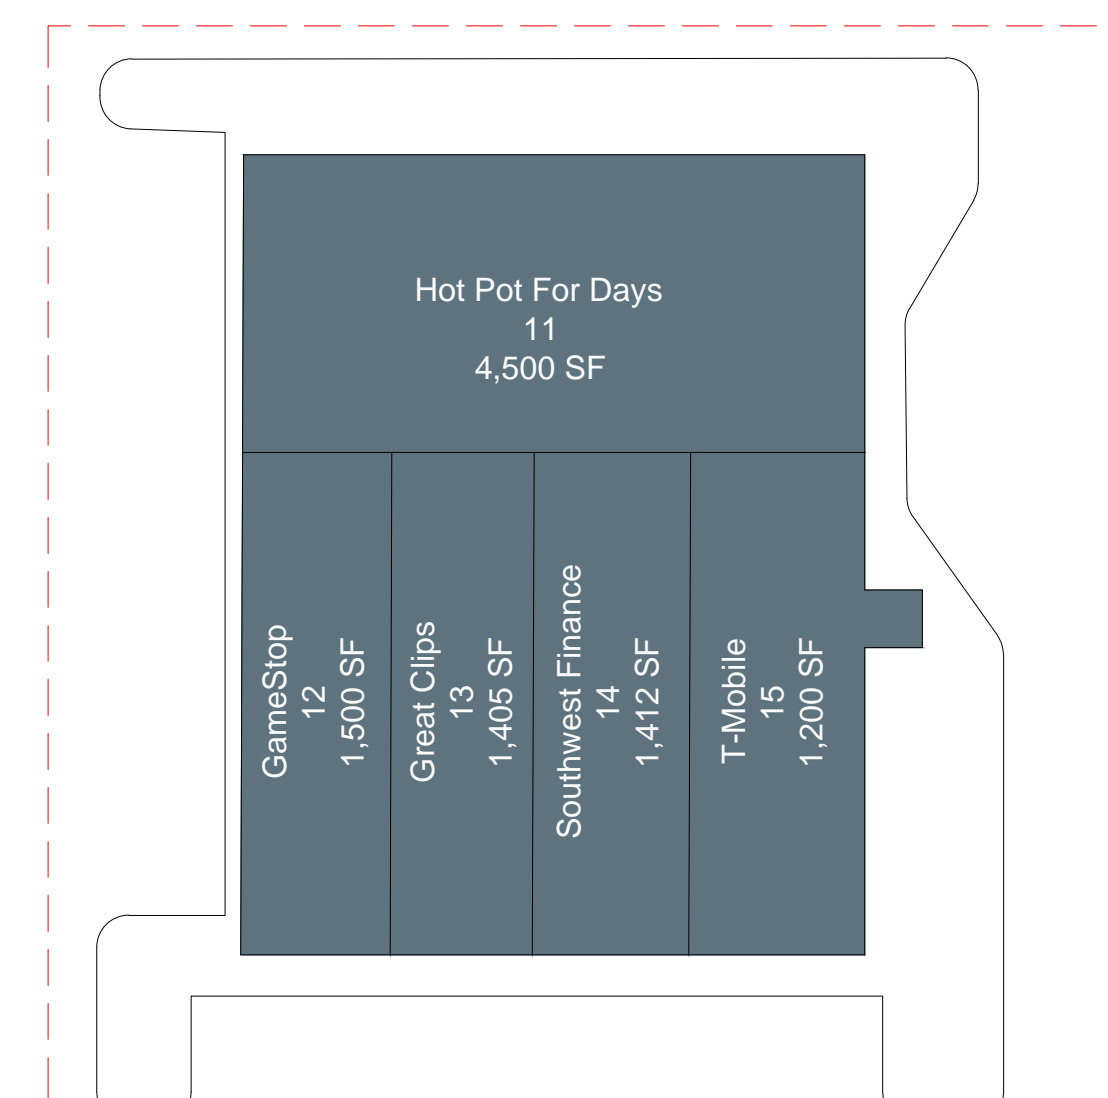 Hot Pot For Days
11
4,500 SF
GameStop
12
1,500 SF
Great Clips
13
1,405 SF
Southwest Finance
14
1,412 SF
T-Mobile
15
1,200 SF